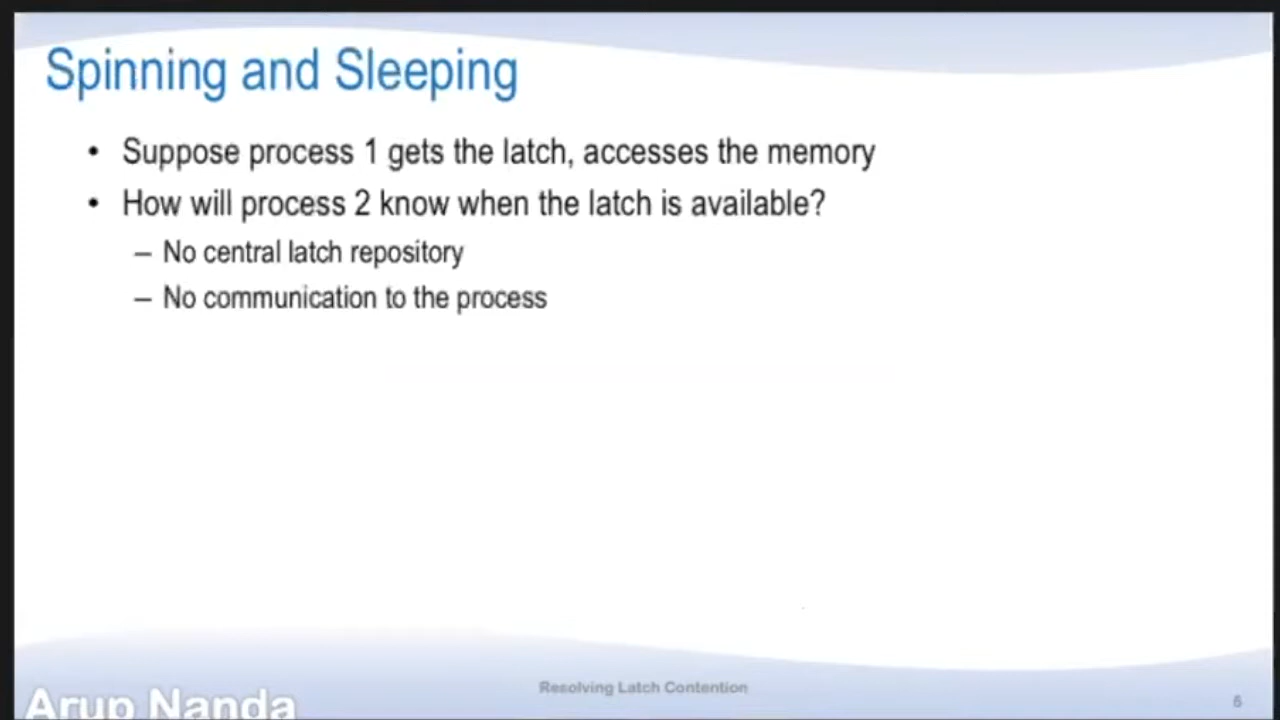 Spinning and Sleeping
• Suppose process 1 gets the latch, accesses the memory
• How will process 2 know when the latch is available?
– No central latch repository
– No communication to the process
Resolving Latch Contention
5
Arup Nanda